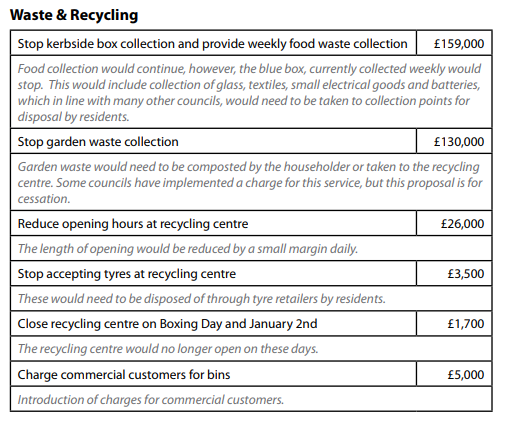 Waste & Recycling
Stop kerbside box collection and provide weekly food waste collection £159,000
Food collection would continue, however, the blue box, currently collected weekly would
stop. This would include collection of glass, textiles, small electrical goods and batteries,
which in line with many other councils, would need to be taken to collection points for
disposal by residents.
Stop garden waste collection £130,000
Garden waste would need to be composted by the householder or taken to the recycling
centre. Some councils have implemented a charge for this service, but this proposal is for
cessation.
Reduce opening hours at recycling centre £26,000
The length of opening would be reduced by a small margin daily.
Stop accepting tyres at recycling centre £3,500
These would need to be disposed of through tyre retailers by residents.
Close recycling centre on Boxing Day and January 2nd £1,700
The recycling centre would no longer open on these days.
Charge commercial customers for bins £5,000
Introduction of charges for commercial customers.